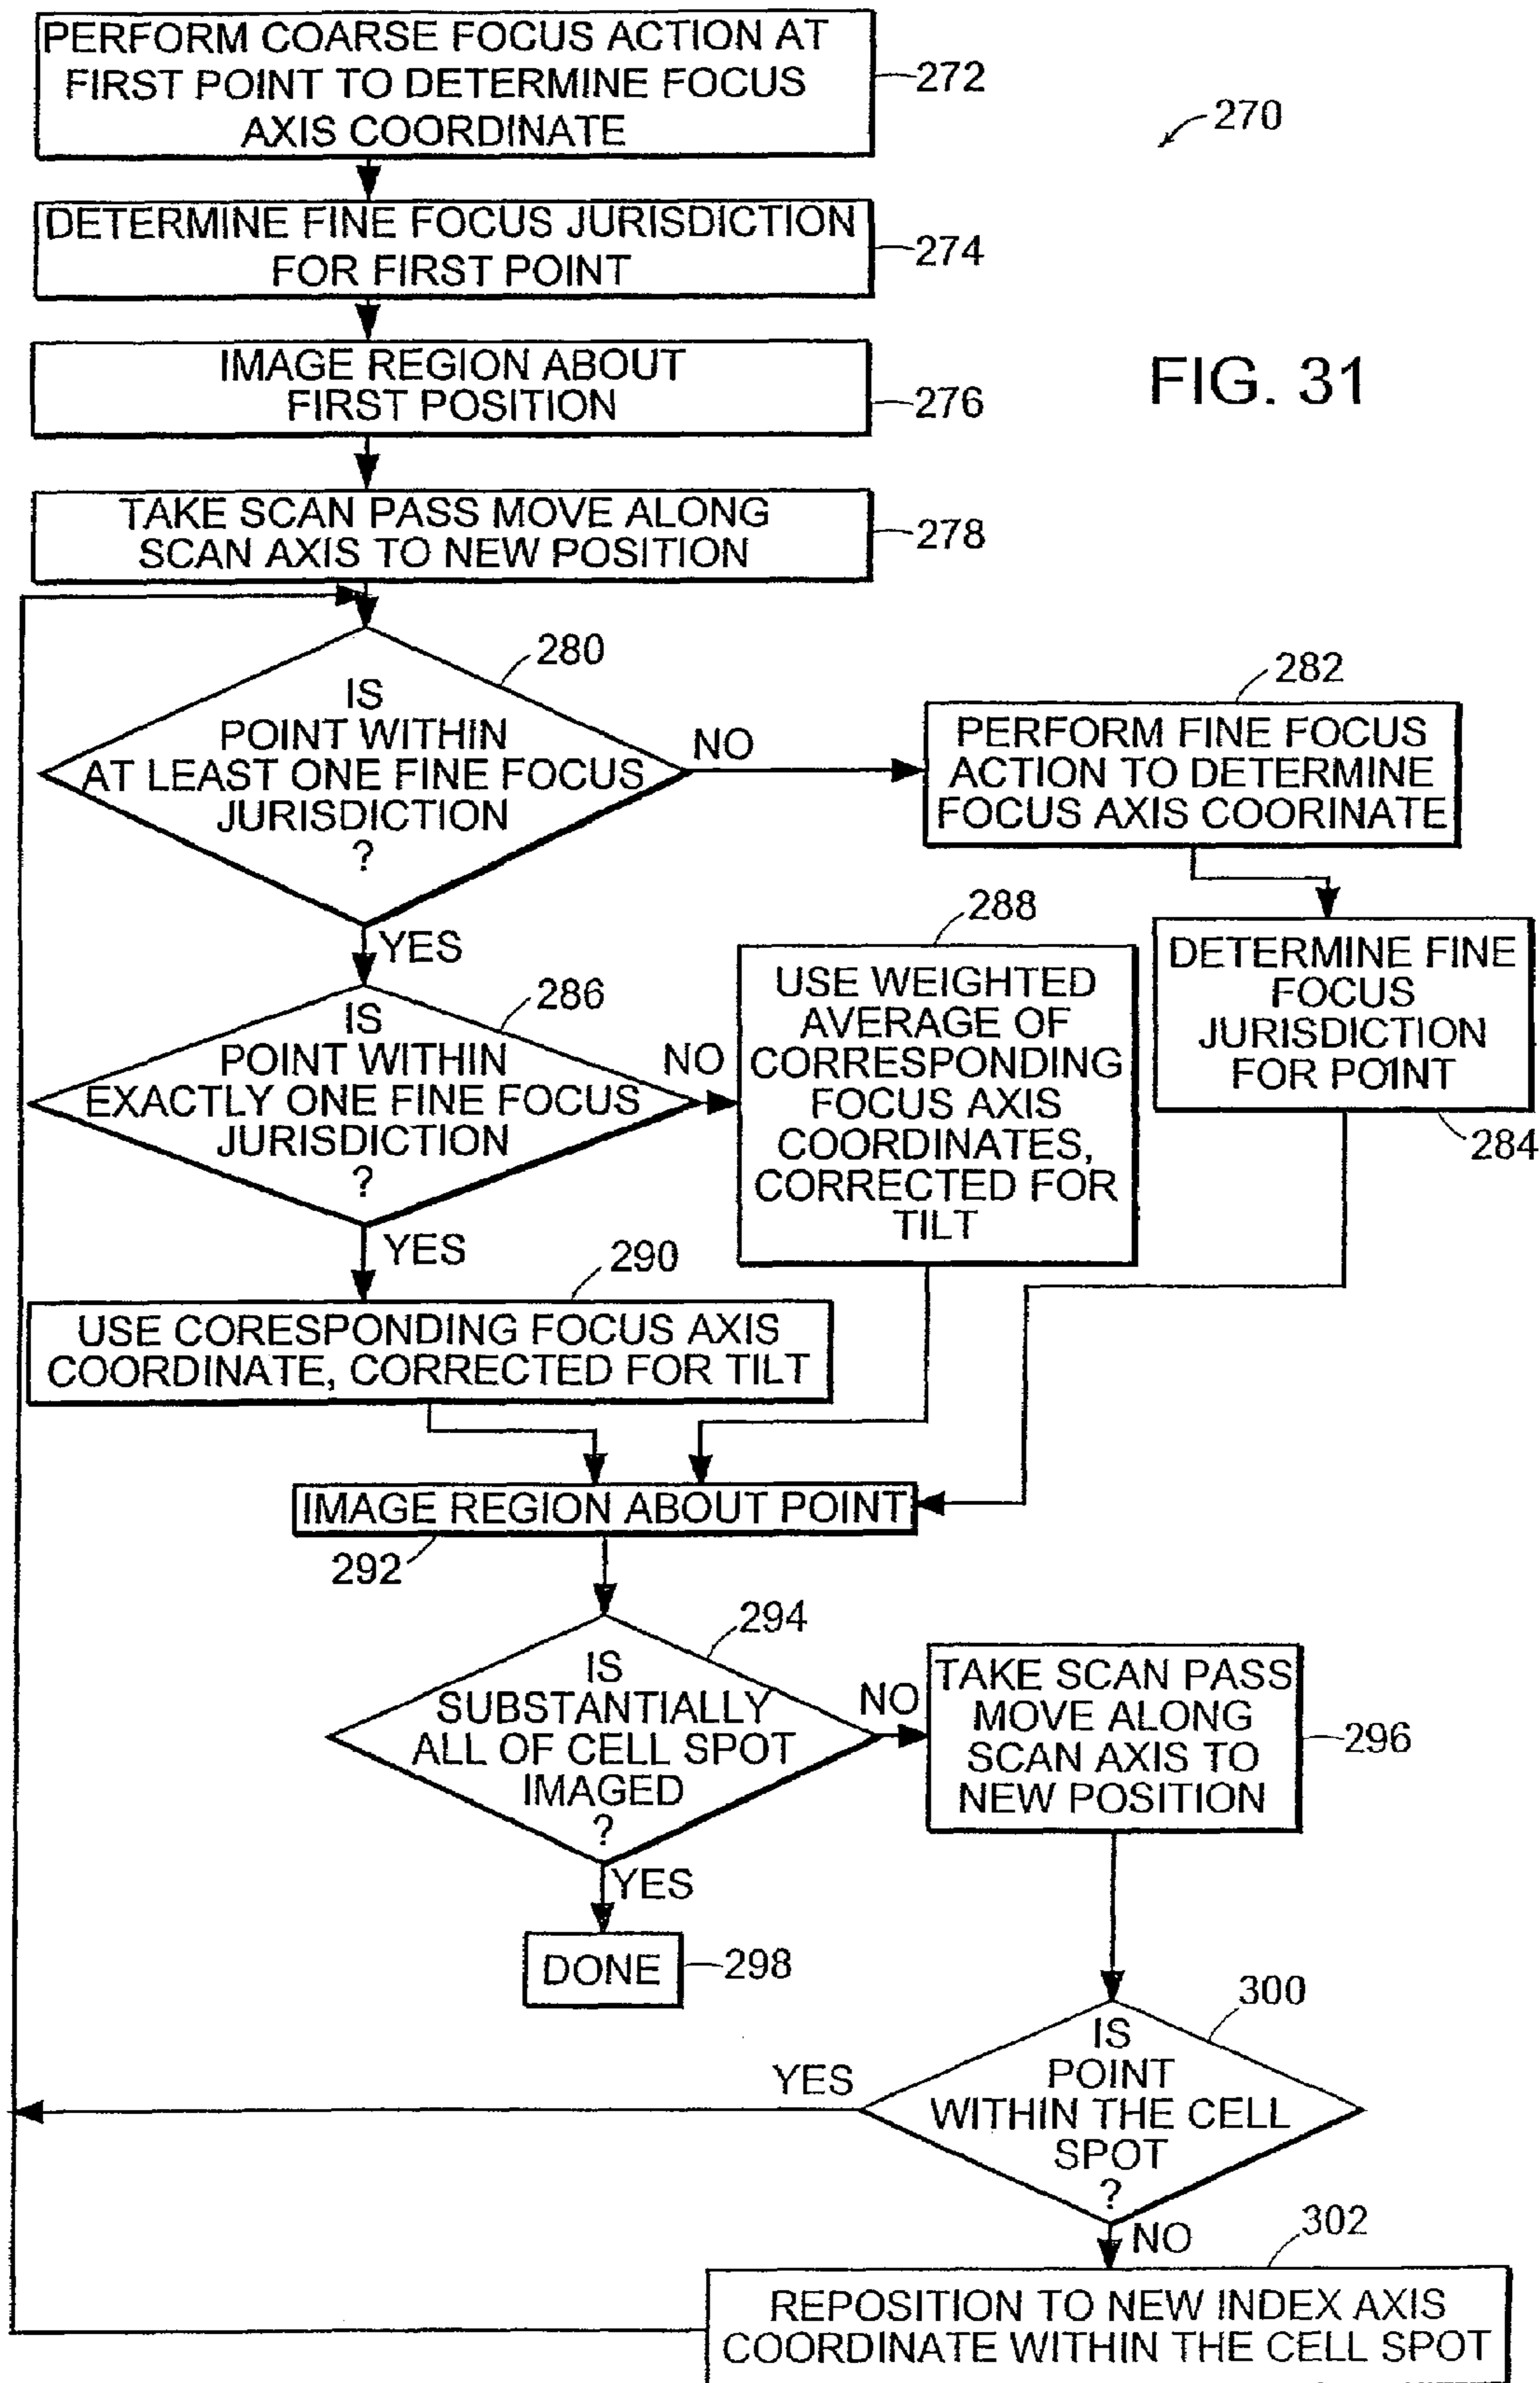 PERFORM COARSE FOCUS ACTION AT
FIRST POINT TO DETERMINE FOCUS
AXIS COORDINATE
272
270
DETERMINE FINE FOCUS JURISDICTION
FOR FIRST POINT
274
IMAGE REGION ABOUT
FIRST POSITION
276
FIG. 31
TAKE SCAN PASS MOVE ALONG
SCAN AXIS TO NEW POSITION
278
280
IS
POINT WITHIN
AT LEAST ONE FINE FOCUS
JURISDICTION
?
NO
YES
282
PERFORM FINE FOCUS
ACTION TO DETERMINE
FOCUS AXIS COORINATE
DETERMINE FINE
FOCUS
JURISDICTION
FOR POINT
284
286
IS
POINT WITHIN
EXACTLY ONE FINE FOCUS
JURISDICTION
?
NO
YES
288
USE WEIGHTED
AVERAGE OF
CORRESPONDING
FOCUS AXIS
COORDINATES,
CORRECTED FOR
TILT
290
USE CORESPONDING FOCUS AXIS
COORDINATE, CORRECTED FOR TILT
IMAGE REGION ABOUT POINT
292
294
IS
SUBSTANTIALLY
ALL OF CELL SPOT
IMAGED
?
NO
YES
TAKE SCAN PASS
MOVE ALONG
SCAN AXIS TO
NEW POSITION
296
DONE
298
300
IS
POINT
WITHIN THE CELL
SPOT
?
YES
NO
302
REPOSITION TO NEW INDEX AXIS
COORDINATE WITHIN THE CELL SPOT